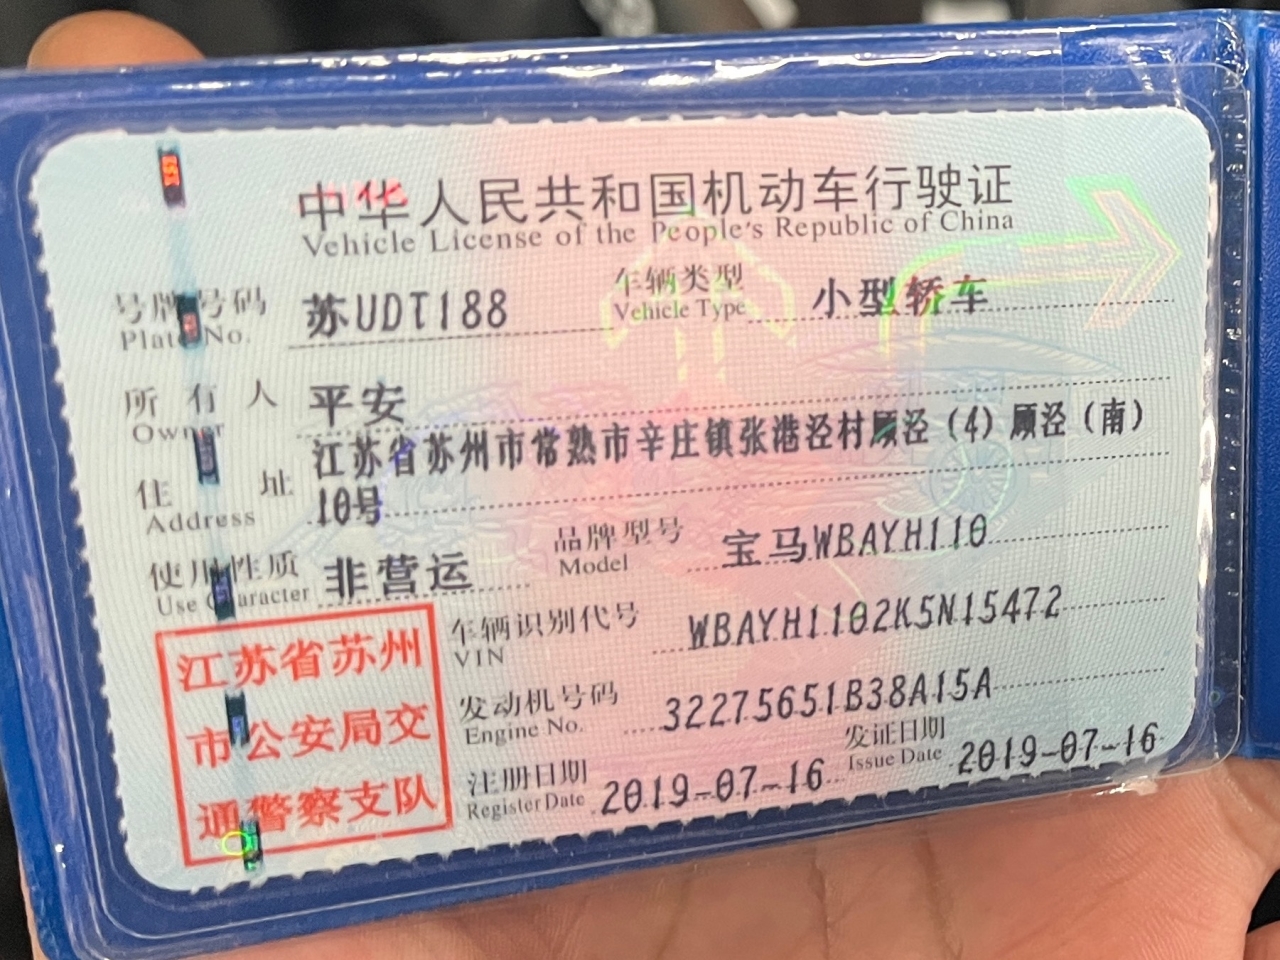 中华人民共和国机动车行驶证
Vehicle License of the People's Republic of China
号牌号码 苏UDT188 车辆类型 小型轿车
Plate No. Vehicle Type
所有人 平安
Owner
住址 江苏省苏州市常熟市辛庄镇张港泾村顾泾（4）顾泾（南）
Address 10号
使用性质 非营运 品牌型号 宝马WBAYH110
Use Character Model
车辆识别代号 WBAYH1102K5N15472
VIN
发动机号码 32275651B38A15A
Engine No.
注册日期 2019-07-16 发证日期 2019-07-16
Register Date Issue Date
江苏省苏州
市公安局交
通警察支队